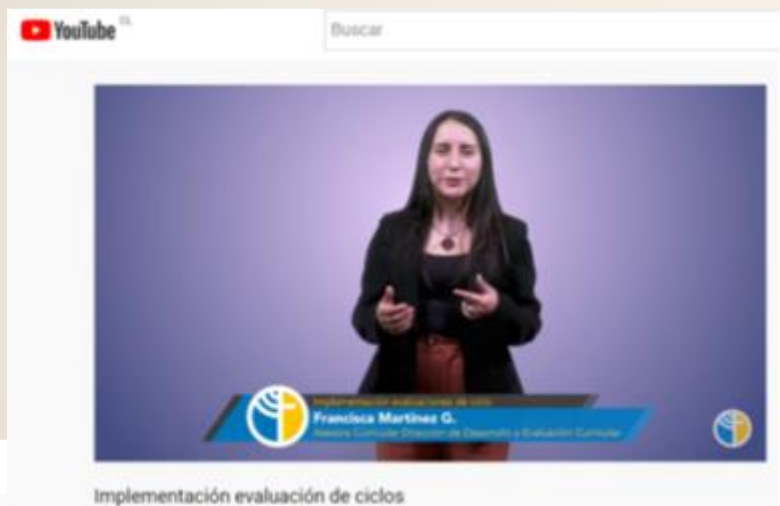 YouTube CL
Buscar
Implementación evaluaciones de ciclo
Francisca Martínez G.
Asesora Curricular Dirección de Desarrollo y Evaluación Curricular
Implementación evaluación de ciclos